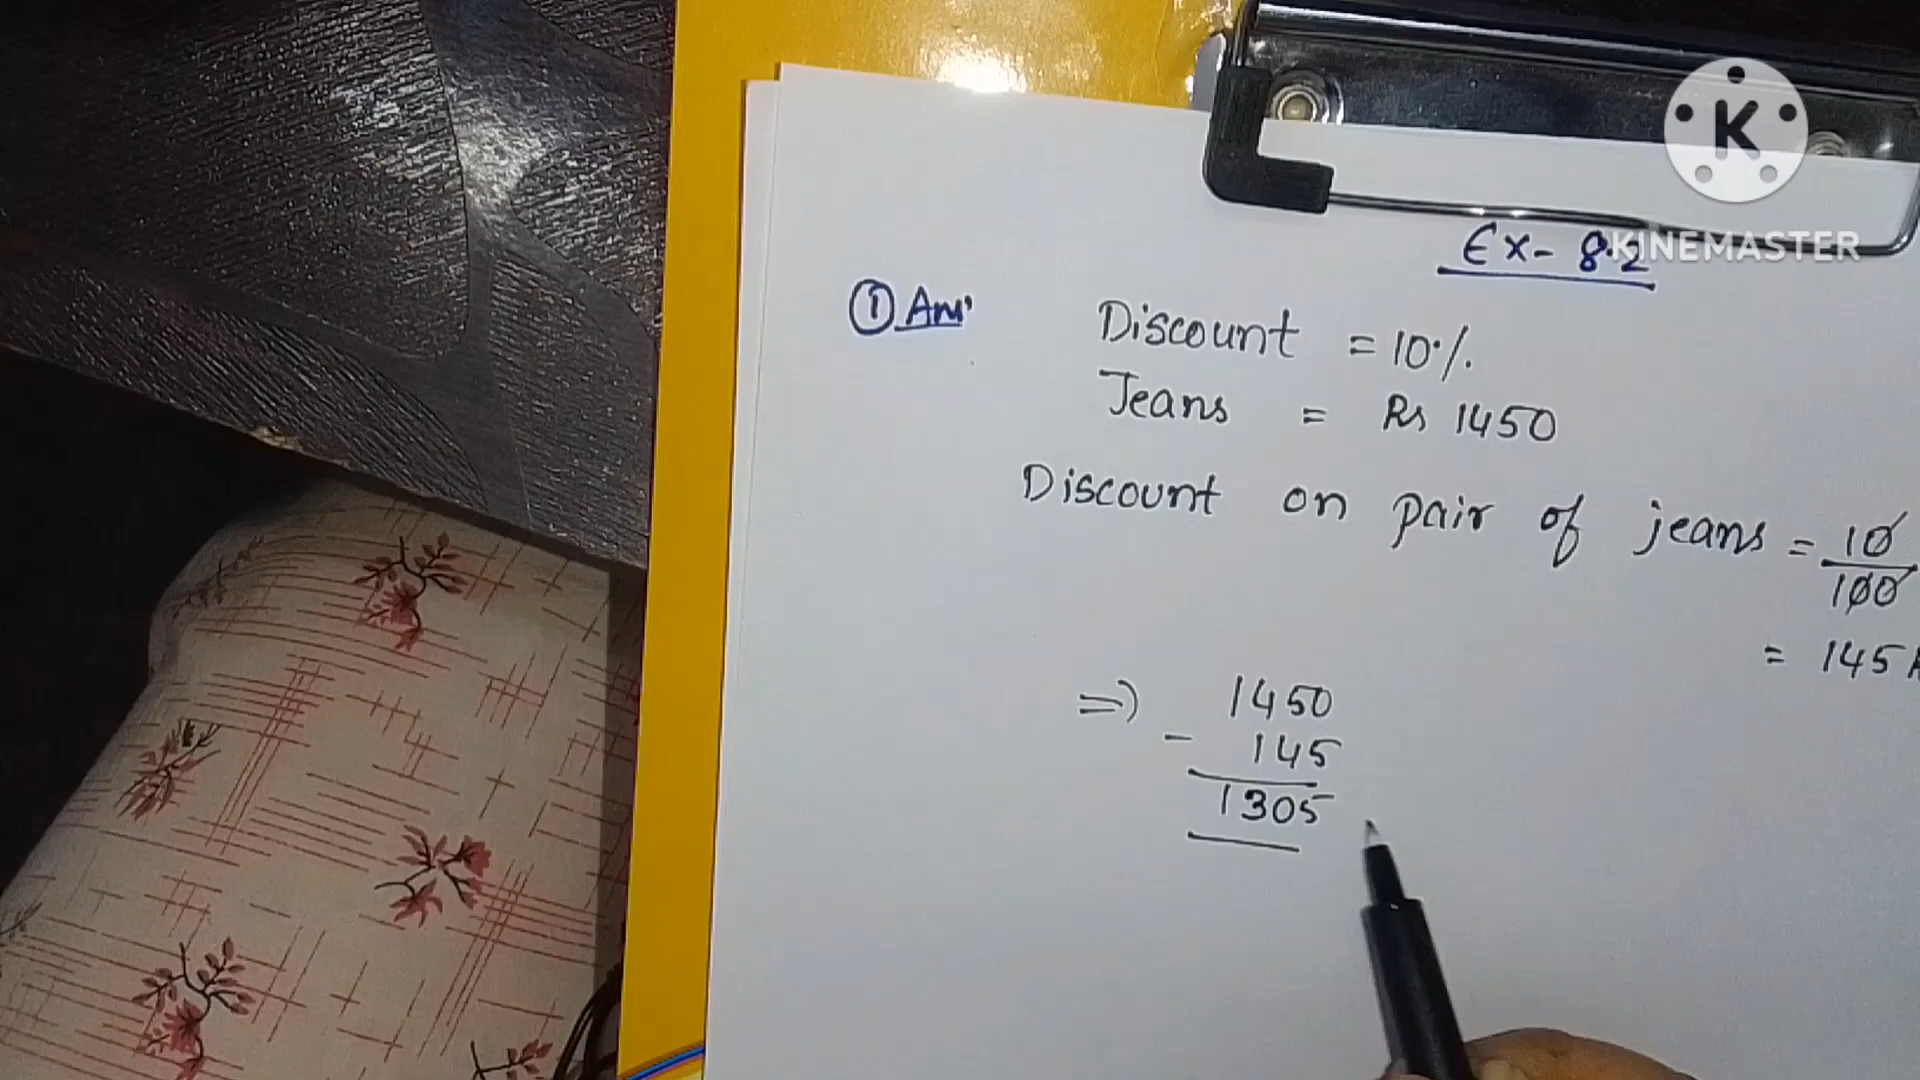 K
KINEMASTER
Ex- 8.2
① Ans
Discount = 10%.
Jeans = Rs 1450
Discount on pair of jeans = 10/100
= 145
⇒ 1450
- 145
1305